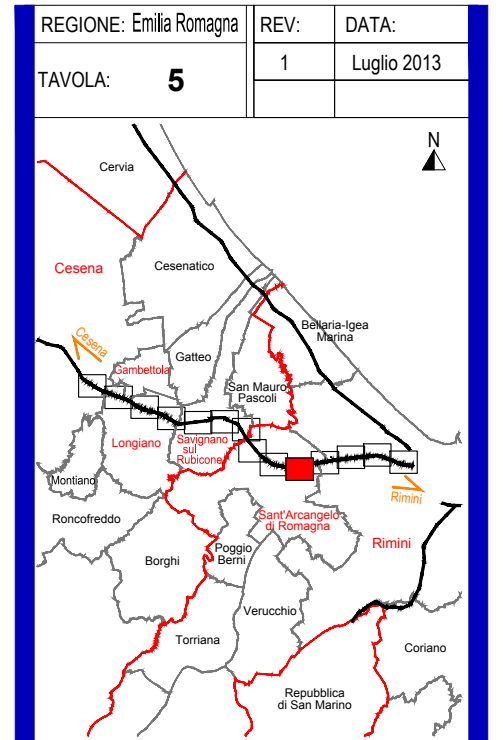 REGIONE: Emilia Romagna
REV:
DATA:
TAVOLA: 5
1
Luglio 2013
N
Cervia
Cesena
Cesenatico
Bellaria-Igea
Marina
Cesena
Gatteo
Gambettola
San Mauro
Pascoli
Longiano
Savignano
sul
Rubicone
Montiano
Rimini
Roncofreddo
Sant'Arcangelo
di Romagna
Rimini
Borghi
Poggio
Berni
Verucchio
Torriana
Coriano
Repubblica
di San Marino